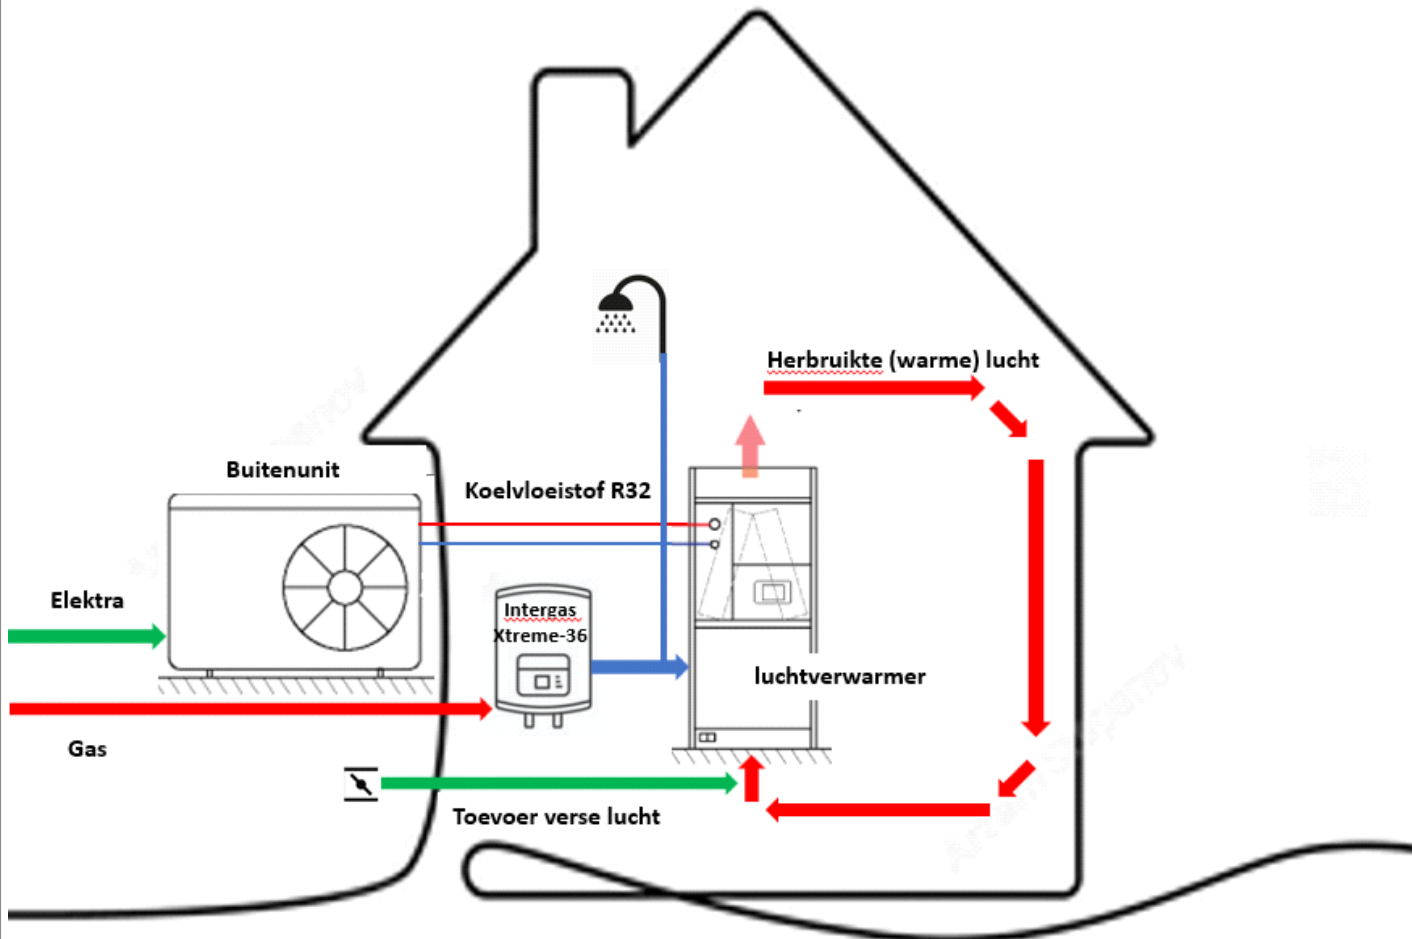 Herbruikte (warme) lucht
Buitenunit
Koelvloeistof R32
Elektra
Intergas
Xtreme-36
luchtverwarmer
Gas
Toevoer verse lucht